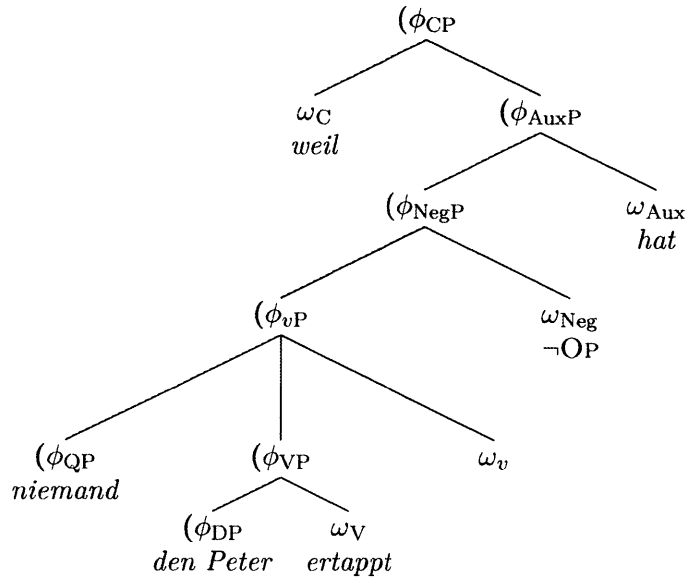 (ϕCP
ωC (ϕAuxP
weil
(ϕNegP ωAux
hat
(ϕvP ωNeg
¬OP
(ϕQP (ϕVP ωv
niemand
(ϕDP ωV
den Peter ertappt